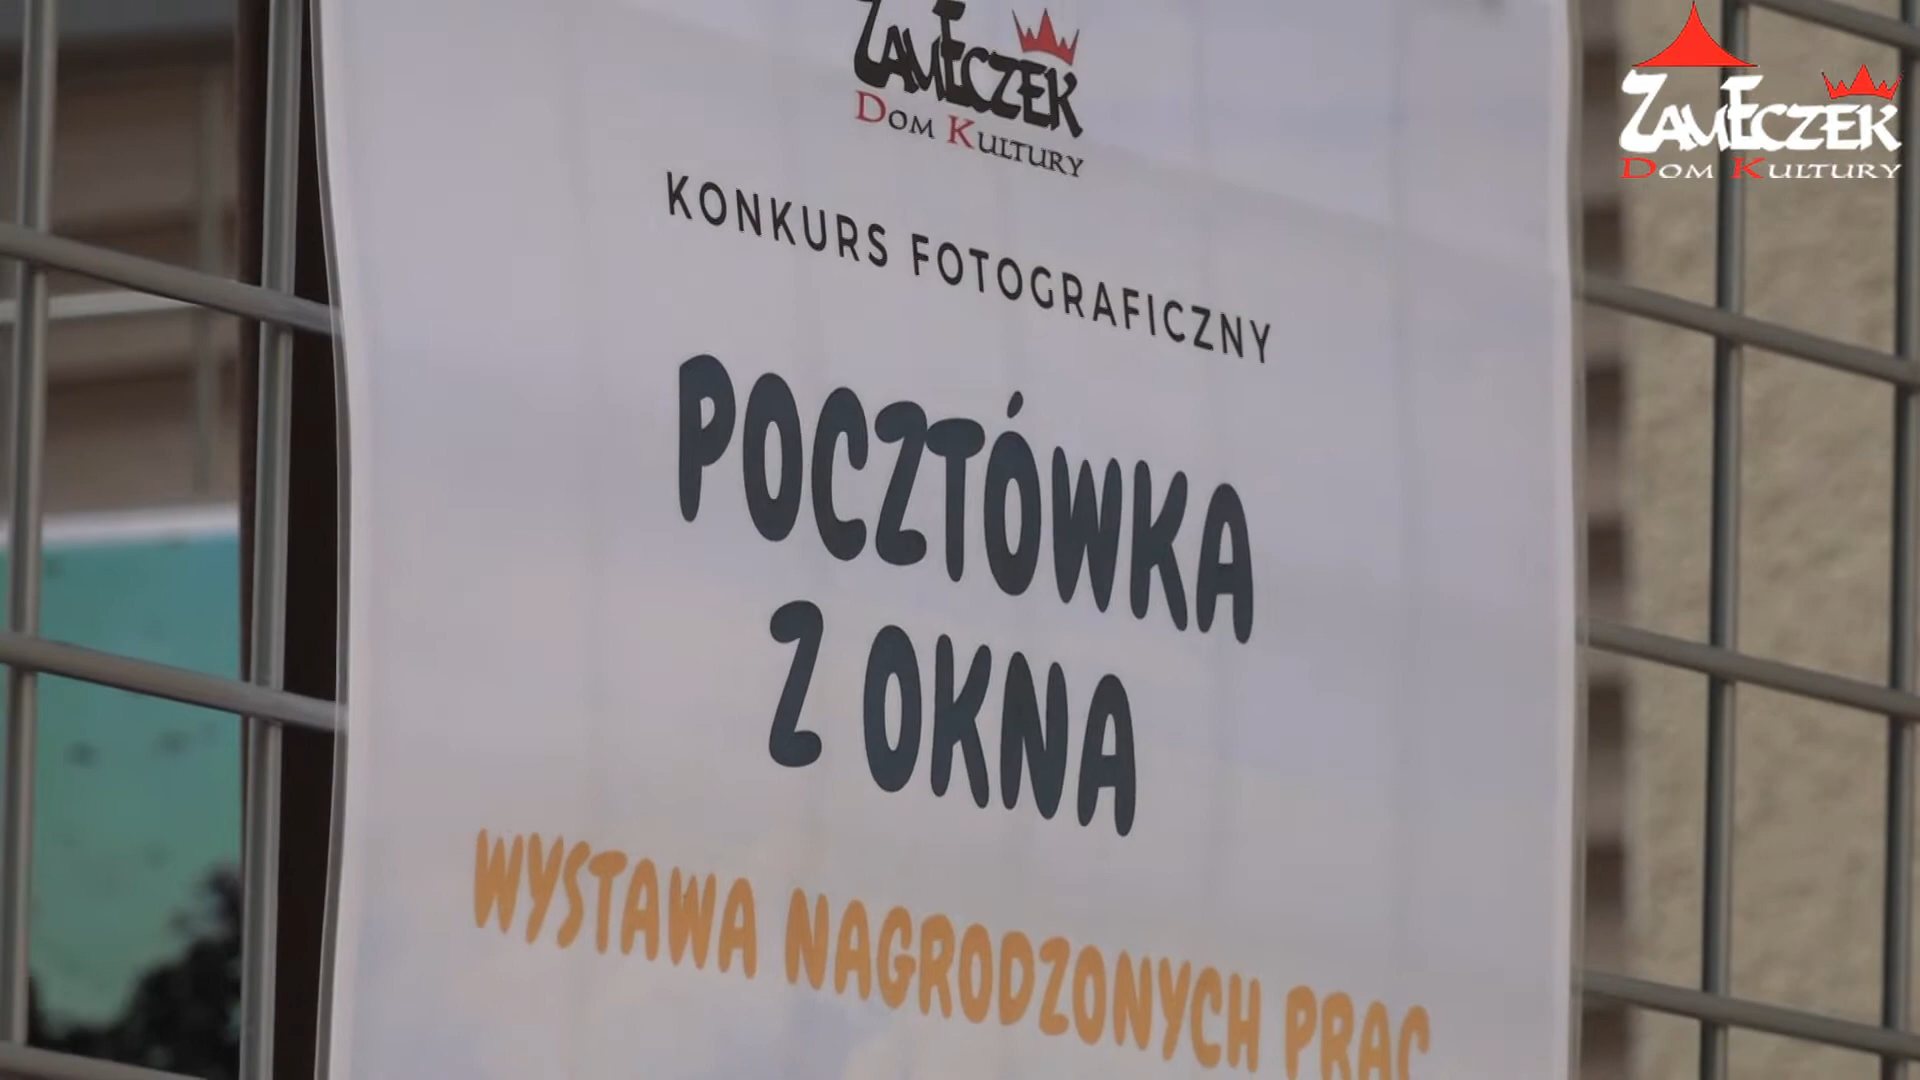 ZAMECZEK
DOM KULTURY
KONKURS FOTOGRAFICZNY
POCZTÓWKA
Z OKNA
WYSTAWA NAGRODZONYCH PRAC
ZAMECZEK
DOM KULTURY